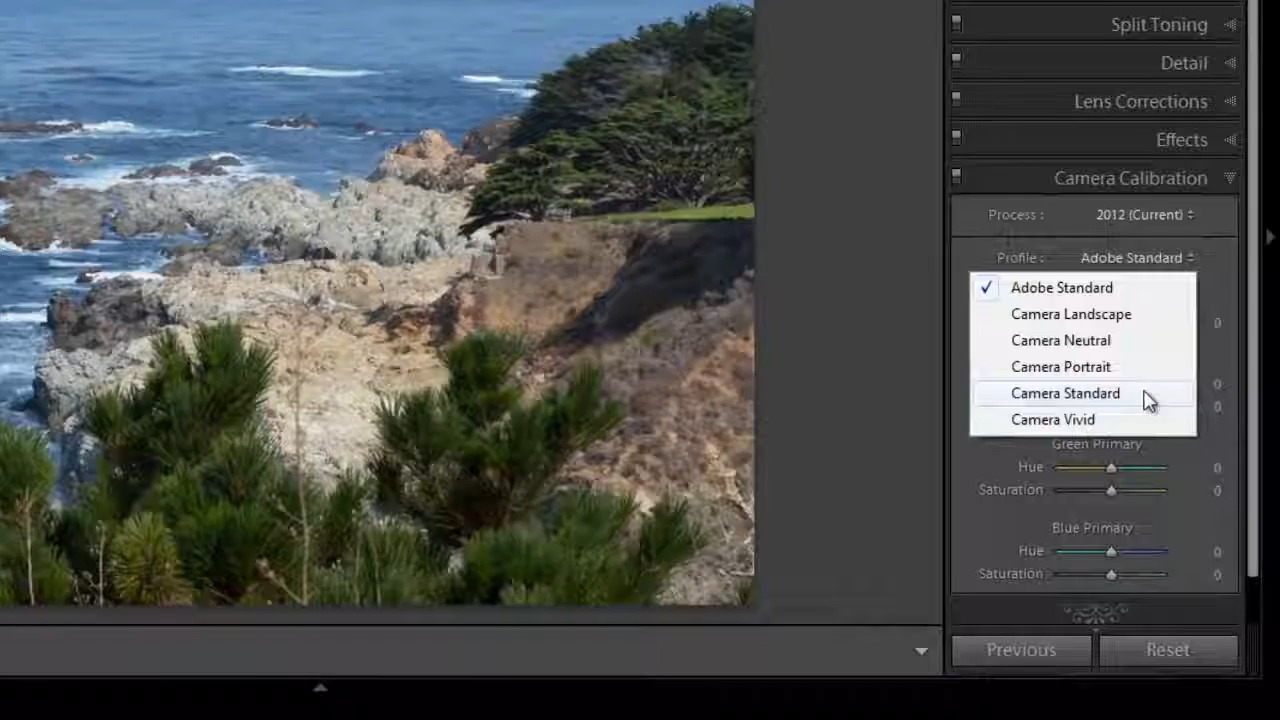 Split Toning
Detail
Lens Corrections
Effects
Camera Calibration
Process : 2012 (Current)
Profile : Adobe Standard
Adobe Standard
Camera Landscape
0
Camera Neutral
Camera Portrait
0
Camera Standard
0
Camera Vivid
Green Primary
Hue 0
Saturation 0
Blue Primary
Hue 0
Saturation 0
Previous Reset